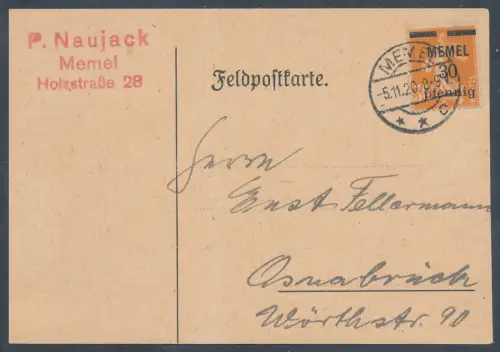 P. Naujack
Memel
Holzstraße 28
Feldpostkarte.
MEMEL
-5.11.20
c
MEMEL
30
pfennig
Herrn
Ernst Fellermann
Osnabrück
Wörthstr. 90